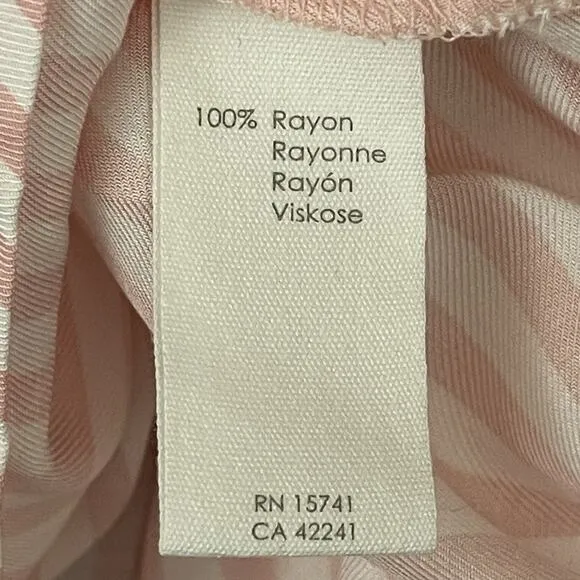 100% Rayon
Rayonne
Rayón
Viskose
RN 15741
CA 42241